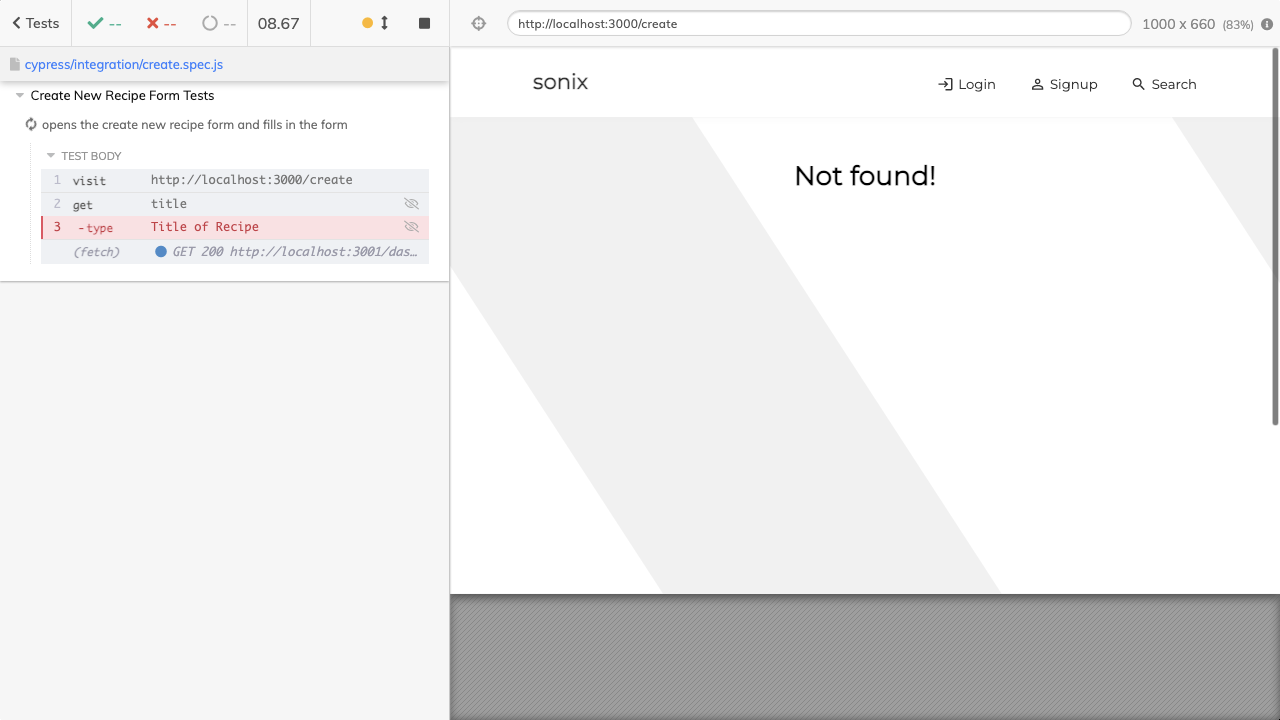 Tests
--
--
--
08.67
http://localhost:3000/create
1000 x 660 (83%)
cypress/integration/create.spec.js
Create New Recipe Form Tests
opens the create new recipe form and fills in the form
TEST BODY
1 visit http://localhost:3000/create
2 get title
3 -type Title of Recipe
(fetch) GET 200 http://localhost:3001/das…
sonix
Login
Signup
Search
Not found!